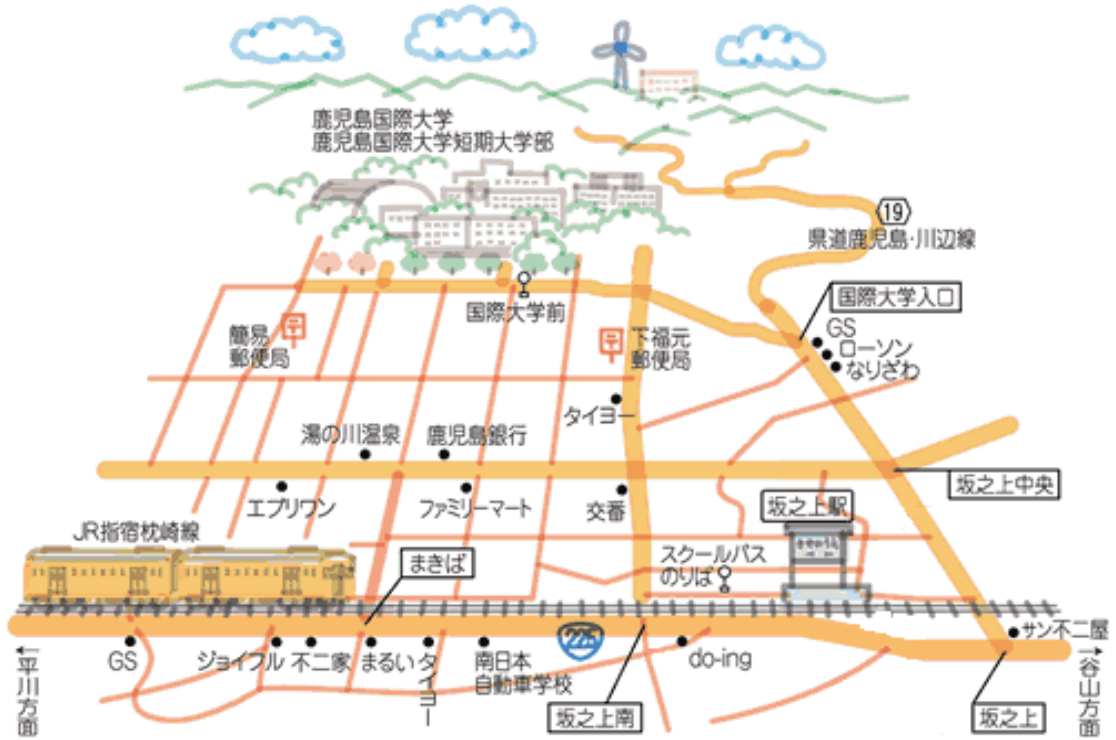 鹿児島国際大学
鹿児島国際大学短期大学部
19
県道鹿児島・川辺線
国際大学入口
国際大学前
GS
ローソン
なりざわ
簡易
郵便局
下福元
郵便局
タイヨー
湯の川温泉
鹿児島銀行
坂之上中央
エブリワン
ファミリーマート
交番
坂之上駅
JR指宿枕崎線
まきば
スクールバス
のりば
225
サン不二屋
GS
ジョイフル
不二家
まるい
タイヨー
南日本
自動車学校
do-ing
←平川方面
坂之上南
坂之上
→谷山方面